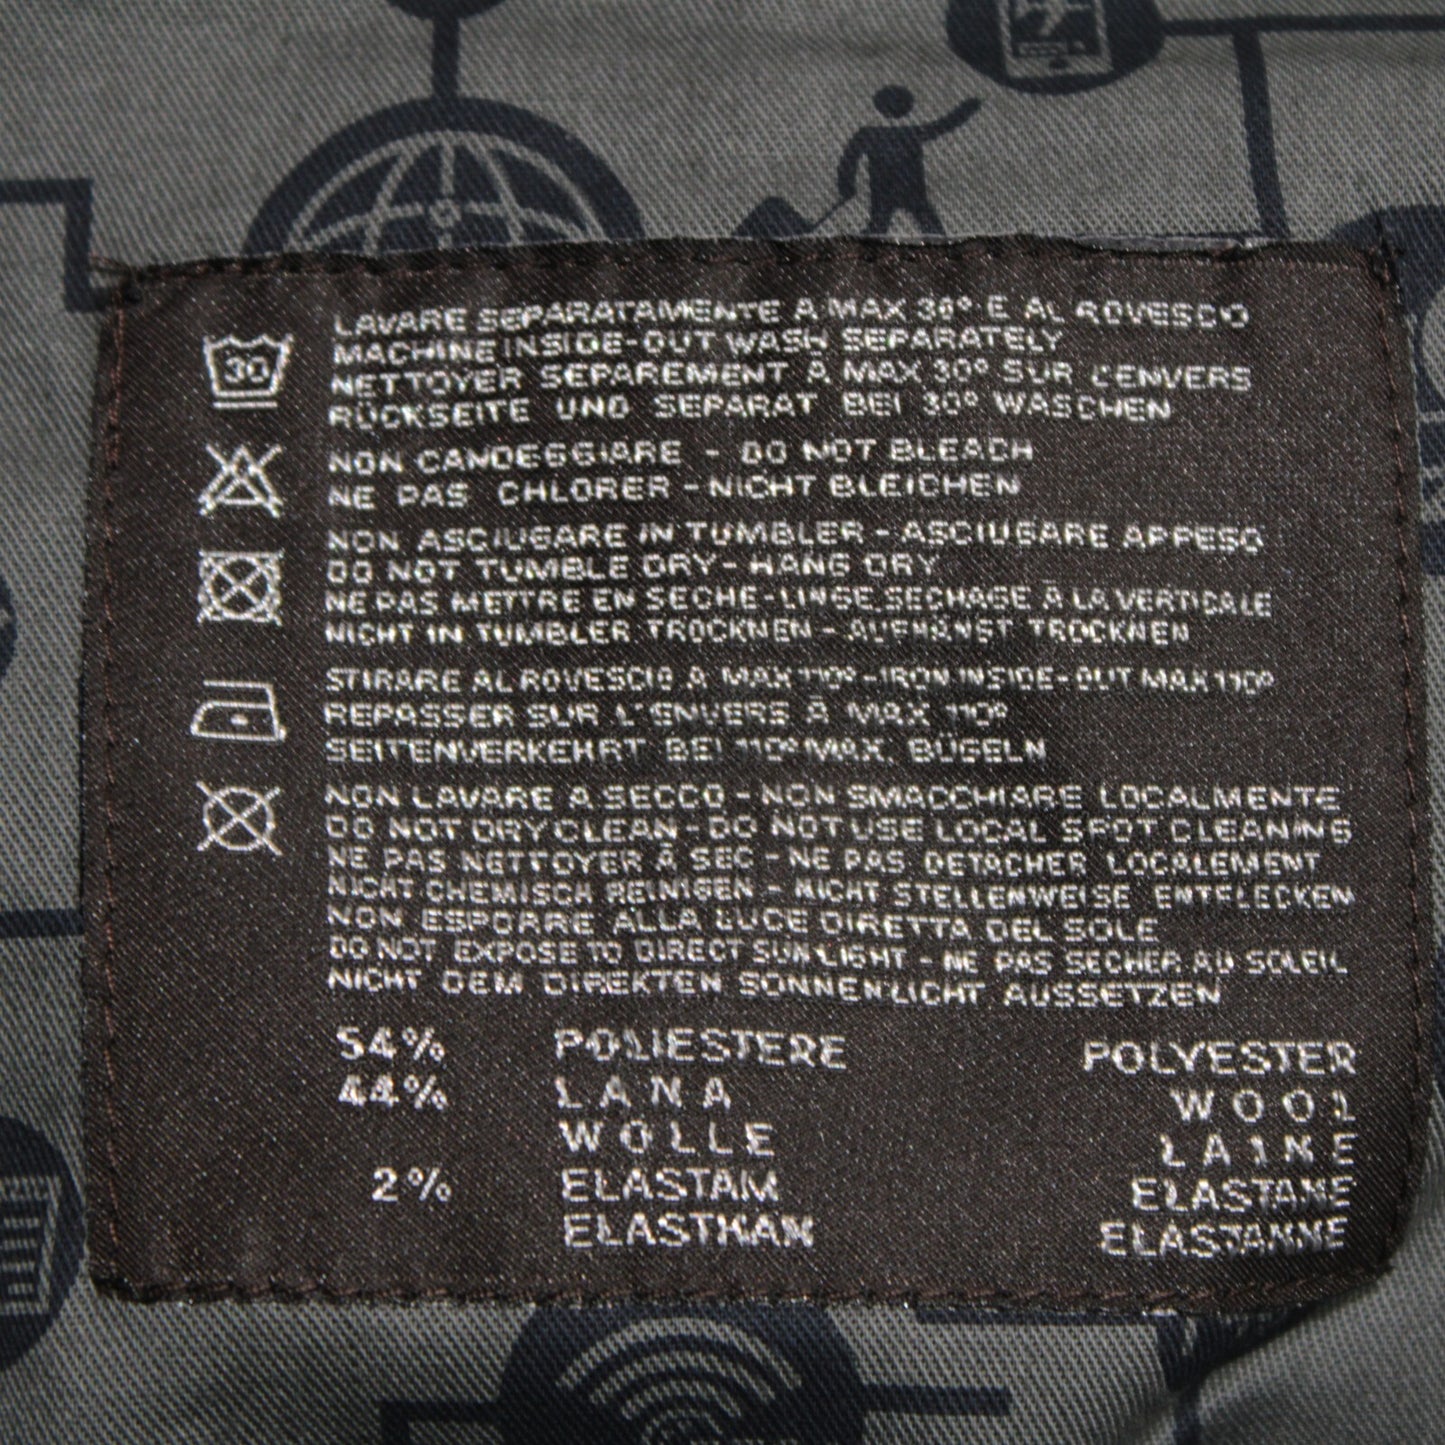 30
LAVARE SEPARATAMENTE A MAX 30° E AL ROVESCIO
MACHINE INSIDE-OUT WASH SEPARATELY
NETTOYER SEPAREMENT À MAX 30° SUR L'ENVERS
RÜCKSEITE UND SEPARAT BEI 30° WASCHEN
NON CANDEGGIARE - DO NOT BLEACH
NE PAS CHLORER - NICHT BLEICHEN
NON ASCIUGARE IN TUMBLER - ASCIUGARE APPESO
DO NOT TUMBLE DRY - HANG DRY
NE PAS METTRE EN SECHE-LINGE SECHAGE À LA VERTICALE
NICHT IN TUMBLER TROCKNEN - AUFHÄNGT TROCKNEN
STIRARE AL ROVESCIO A MAX 110° - IRON INSIDE-OUT MAX 110°
REPASSER SUR L'ENVERS À MAX 110°
SEITENVERKEHRT BEI 110° MAX. BÜGELN
NON LAVARE A SECCO - NON SMACCHIARE LOCALMENTE
DO NOT DRY CLEAN - DO NOT USE LOCAL SPOT CLEANING
NE PAS NETTOYER À SEC - NE PAS DETACHER LOCALEMENT
NICHT CHEMISCH REINIGEN - NICHT STELLENWEISE ENTFLECKEN
NON ESPORRE ALLA LUCE DIRETTA DEL SOLE
DO NOT EXPOSE TO DIRECT SUNLIGHT - NE PAS SECHER AU SOLEIL
NICHT DEM DIREKTEN SONNENLICHT AUSSETZEN
54% POLIESTERE POLYESTER
44% LANA WOOL
WOLLE LAINE
2% ELASTAM ELASTANE
ELASTHAN ELASTANNE